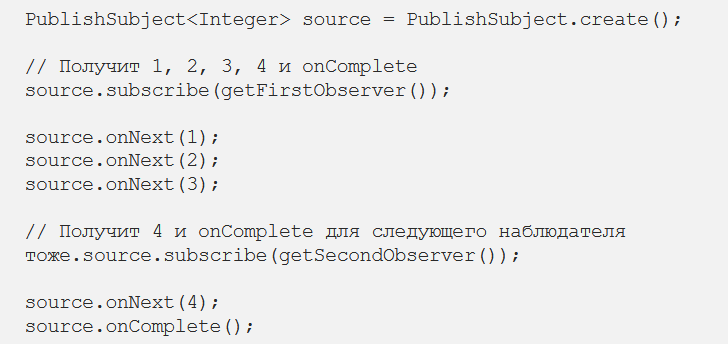 PublishSubject<Integer> source = PublishSubject.create();
// Получит 1, 2, 3, 4 и onComplete
source.subscribe(getFirstObserver());
source.onNext(1);
source.onNext(2);
source.onNext(3);
// Получит 4 и onComplete для следующего наблюдателя
тоже.source.subscribe(getSecondObserver());
source.onNext(4);
source.onComplete();